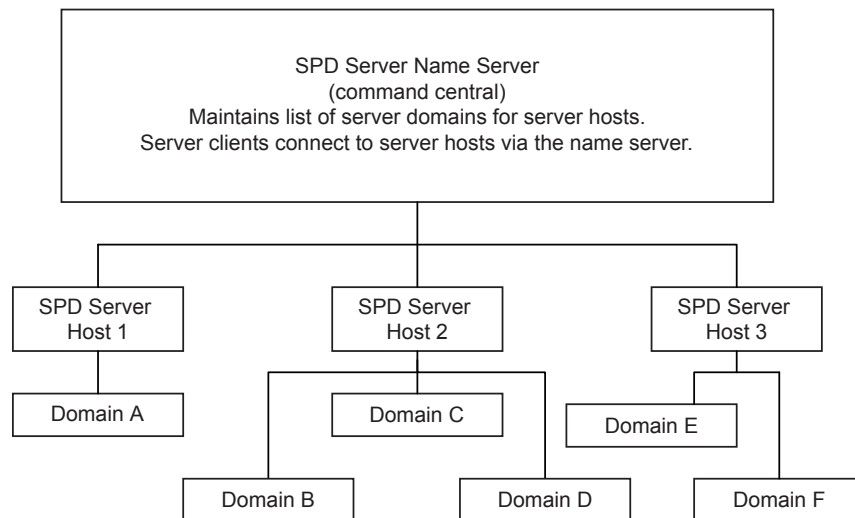 SPD Server Name Server
(command central)
Maintains list of server domains for server hosts.
Server clients connect to server hosts via the name server.
SPD Server
Host 1
SPD Server
Host 2
SPD Server
Host 3
Domain A
Domain C
Domain E
Domain B
Domain D
Domain F